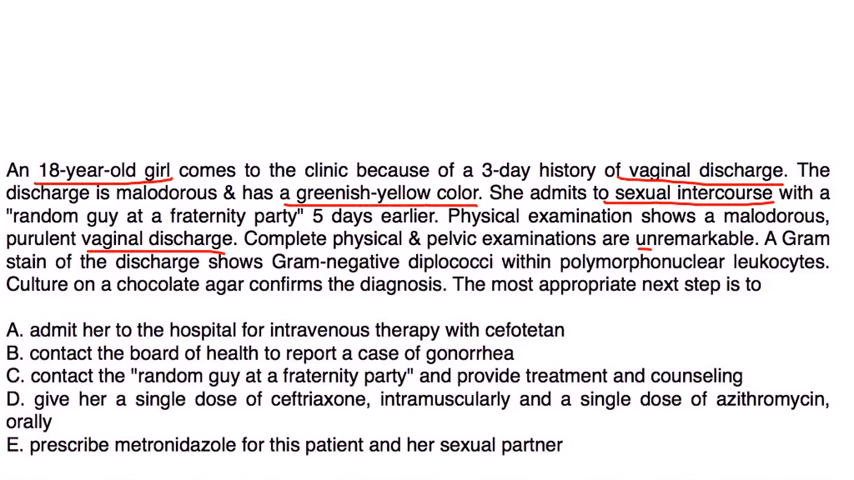 An 18-year-old girl comes to the clinic because of a 3-day history of vaginal discharge. The
discharge is malodorous & has a greenish-yellow color. She admits to sexual intercourse with a
"random guy at a fraternity party" 5 days earlier. Physical examination shows a malodorous,
purulent vaginal discharge. Complete physical & pelvic examinations are unremarkable. A Gram
stain of the discharge shows Gram-negative diplococci within polymorphonuclear leukocytes.
Culture on a chocolate agar confirms the diagnosis. The most appropriate next step is to
A. admit her to the hospital for intravenous therapy with cefotetan
B. contact the board of health to report a case of gonorrhea
C. contact the "random guy at a fraternity party" and provide treatment and counseling
D. give her a single dose of ceftriaxone, intramuscularly and a single dose of azithromycin,
orally
E. prescribe metronidazole for this patient and her sexual partner